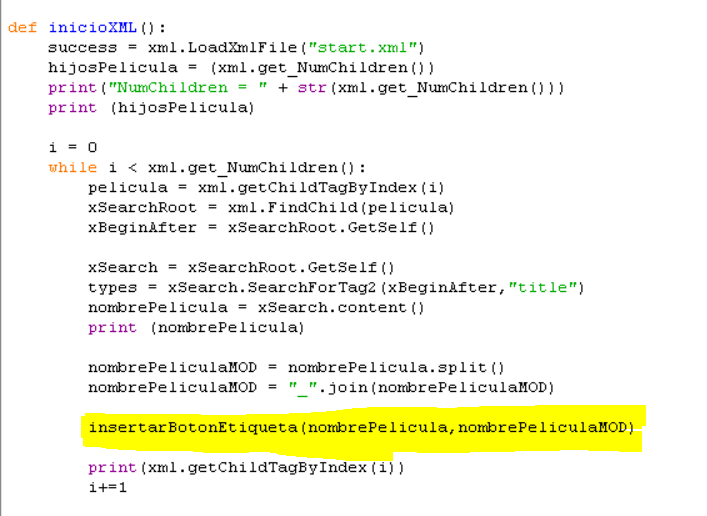 def inicioXML():
success = xml.LoadXmlFile("start.xml")
hijosPelicula = (xml.get_NumChildren())
print("NumChildren = " + str(xml.get_NumChildren()))
print (hijosPelicula)
i = 0
while i < xml.get_NumChildren():
pelicula = xml.getChildTagByIndex(i)
xSearchRoot = xml.FindChild(pelicula)
xBeginAfter = xSearchRoot.GetSelf()
xSearch = xSearchRoot.GetSelf()
types = xSearch.SearchForTag2(xBeginAfter,"title")
nombrePelicula = xSearch.content()
print (nombrePelicula)
nombrePeliculaMOD = nombrePelicula.split()
nombrePeliculaMOD = "_".join(nombrePeliculaMOD)
insertarBotonEtiqueta(nombrePelicula,nombrePeliculaMOD)
print(xml.getChildTagByIndex(i))
i+=1